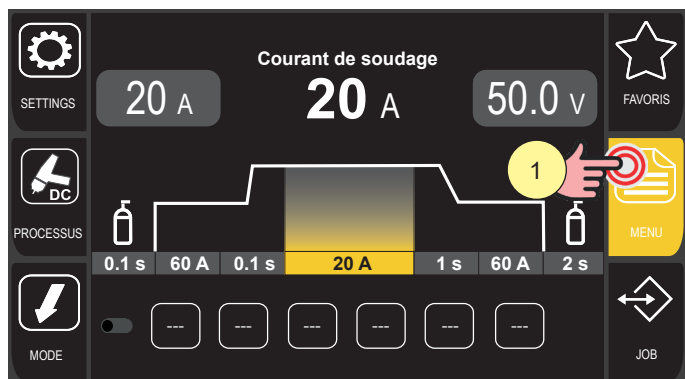 SETTINGS
Courant de soudage
20 A
20 A
50.0 V
FAVORIS
1
DC
PROCESSUS
MENU
0.1 s 60 A 0.1 s 20 A 1 s 60 A 2 s
--- --- --- --- --- ---
MODE
JOB